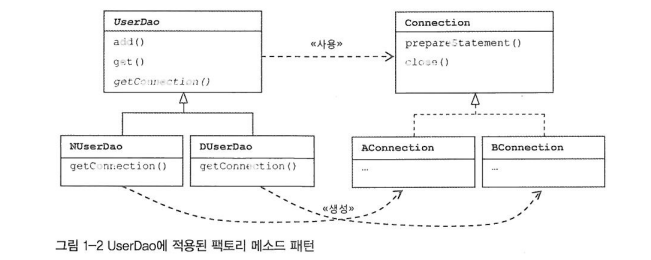 UserDao
add()
get()
getConnection()
«사용»
Connection
prepareStatement()
close()
NUserDao
getConnection()
DUserDao
getConnection()
AConnection
...
BConnection
...
«생성»
그림 1-2 UserDao에 적용된 팩토리 메소드 패턴